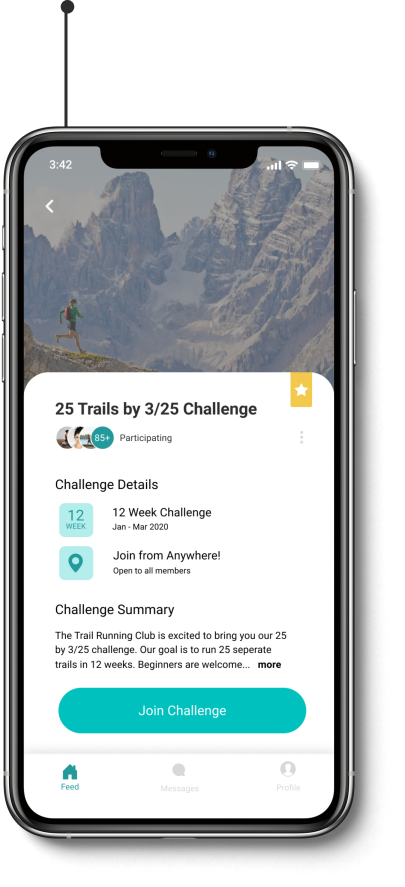 3:42
25 Trails by 3/25 Challenge
85+
Participating
Challenge Details
12
WEEK
12 Week Challenge
Jan - Mar 2020
Join from Anywhere!
Open to all members
Challenge Summary
The Trail Running Club is excited to bring you our 25
by 3/25 challenge. Our goal is to run 25 seperate
trails in 12 weeks. Beginners are welcome... more
Join Challenge
Feed
Messages
Profile